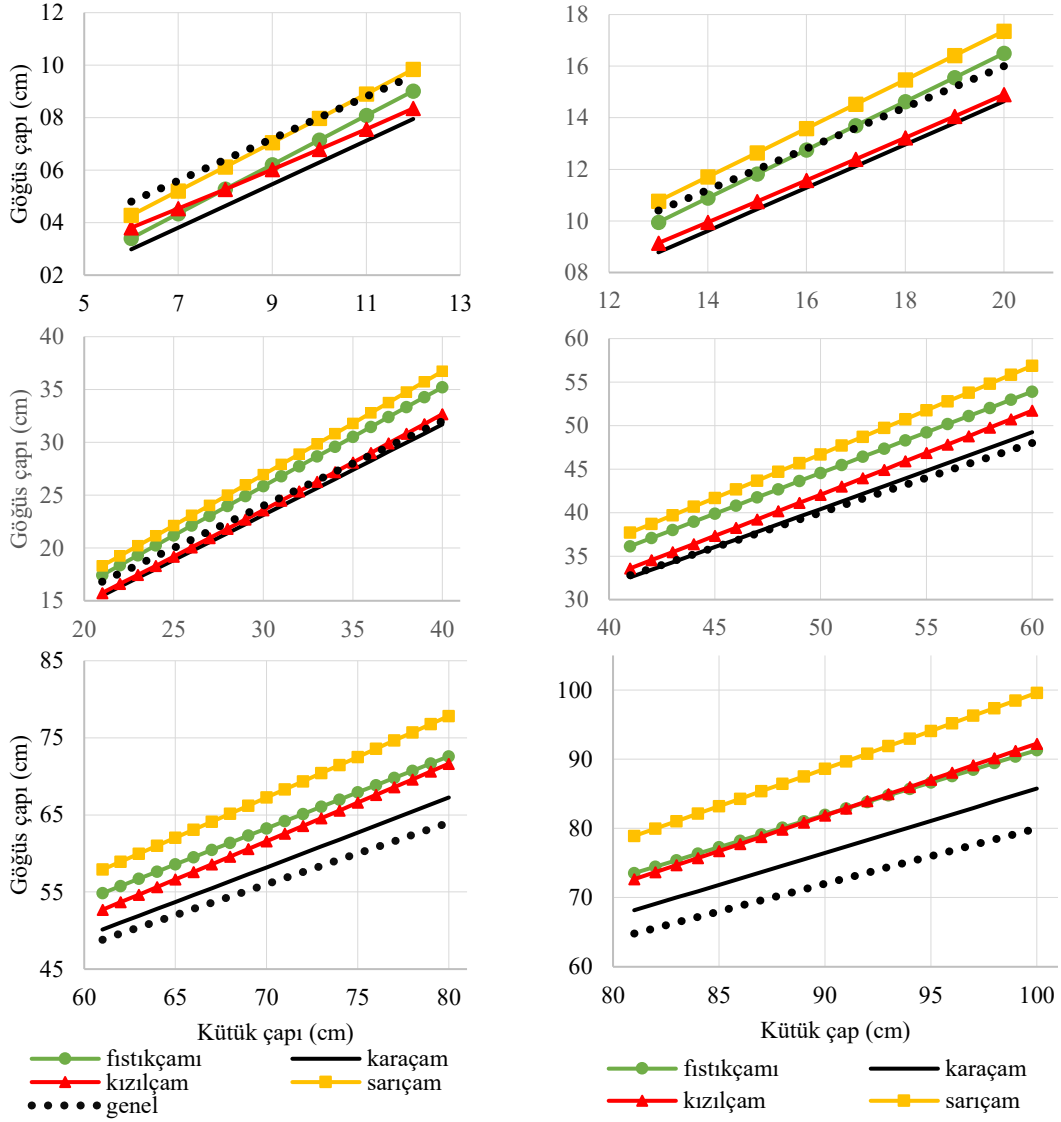 12
10
08
06
04
02
5 7 9 11 13
Göğüs çapı (cm)
18
16
14
12
10
08
12 14 16 18 20
40
35
30
25
20
15
20 25 30 35 40
Göğüs çapı (cm)
60
55
50
45
40
35
30
40 45 50 55 60
85
75
65
55
45
60 65 70 75 80
Göğüs çapı (cm)
Kütük çapı (cm)
100
90
80
70
60
80 85 90 95 100
Kütük çap (cm)
fıstıkçamı karaçam
kızılçam sarıçam
genel
fıstıkçamı karaçam
kızılçam sarıçam